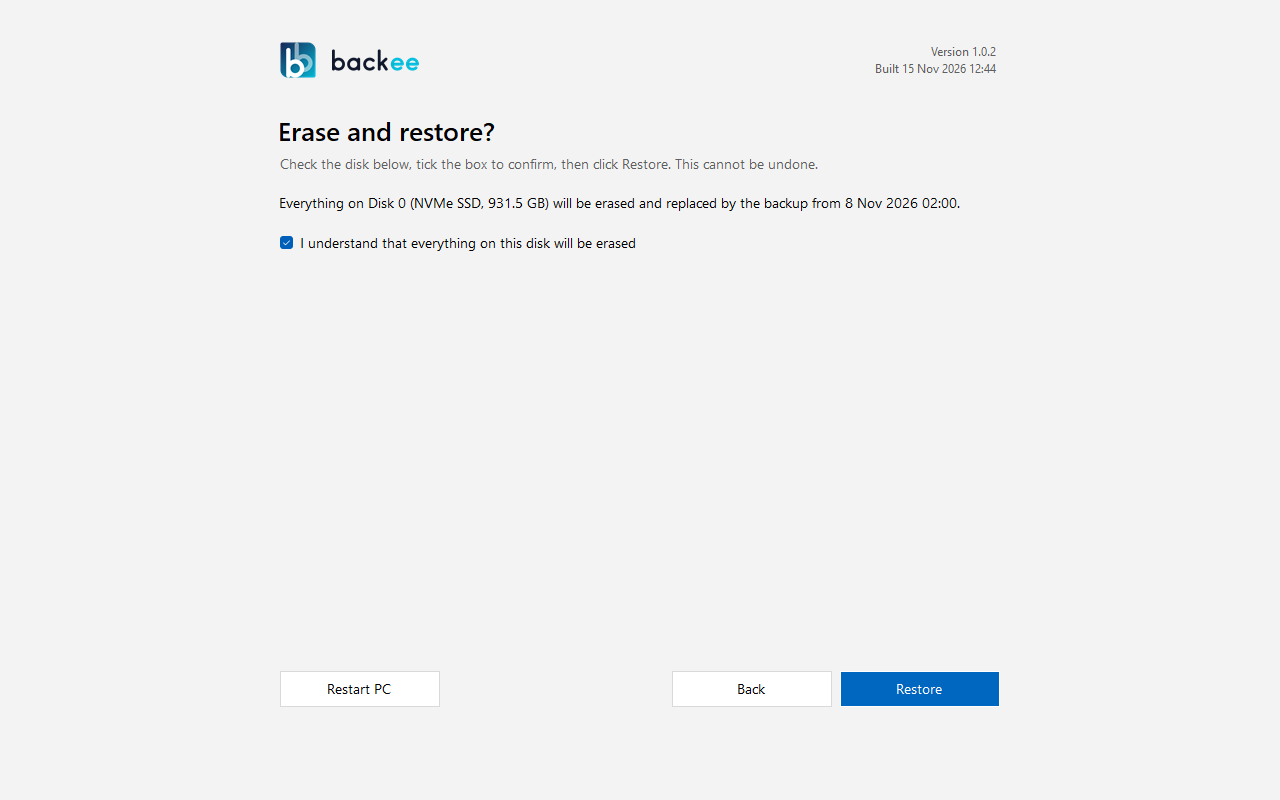 backee
Version 1.0.2
Built 15 Nov 2026 12:44
Erase and restore?
Check the disk below, tick the box to confirm, then click Restore. This cannot be undone.
Everything on Disk 0 (NVMe SSD, 931.5 GB) will be erased and replaced by the backup from 8 Nov 2026 02:00.
I understand that everything on this disk will be erased
Restart PC
Back
Restore